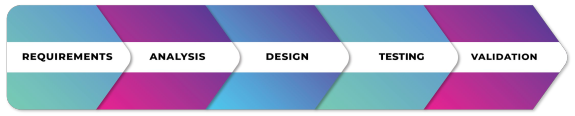 REQUIREMENTS ANALYSIS DESIGN TESTING VALIDATION